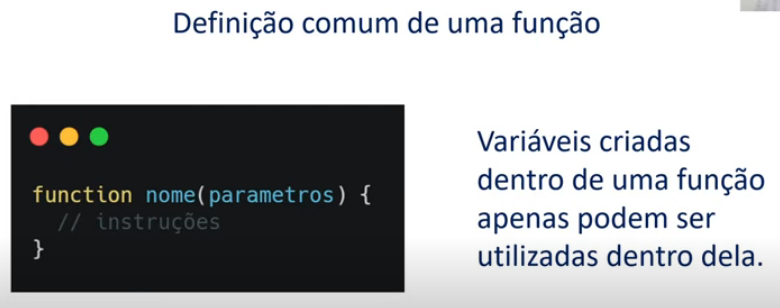 Definição comum de uma função
function nome(parametros) {
// instruções
}
Variáveis criadas
dentro de uma função
apenas podem ser
utilizadas dentro dela.